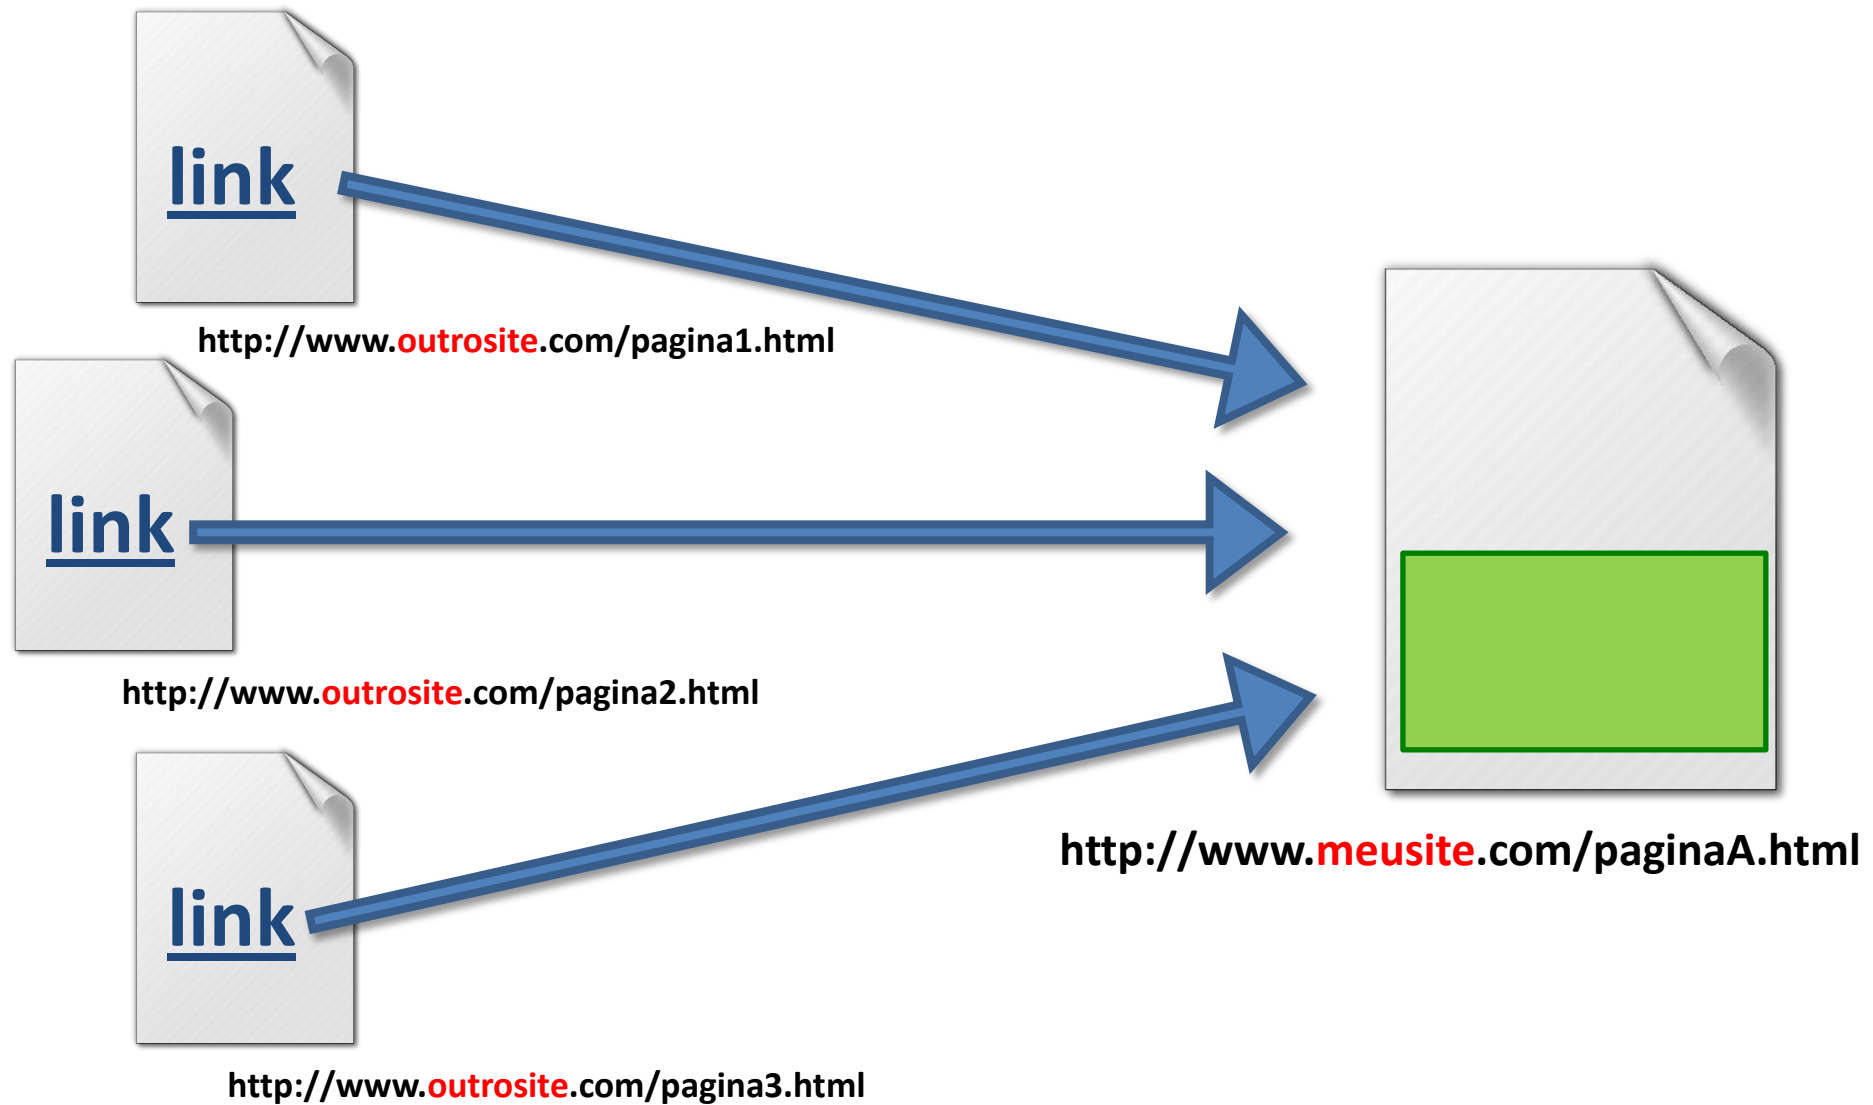 link
http://www.outrosite.com/pagina1.html
link
http://www.outrosite.com/pagina2.html
link
http://www.outrosite.com/pagina3.html
http://www.meusite.com/paginaA.html